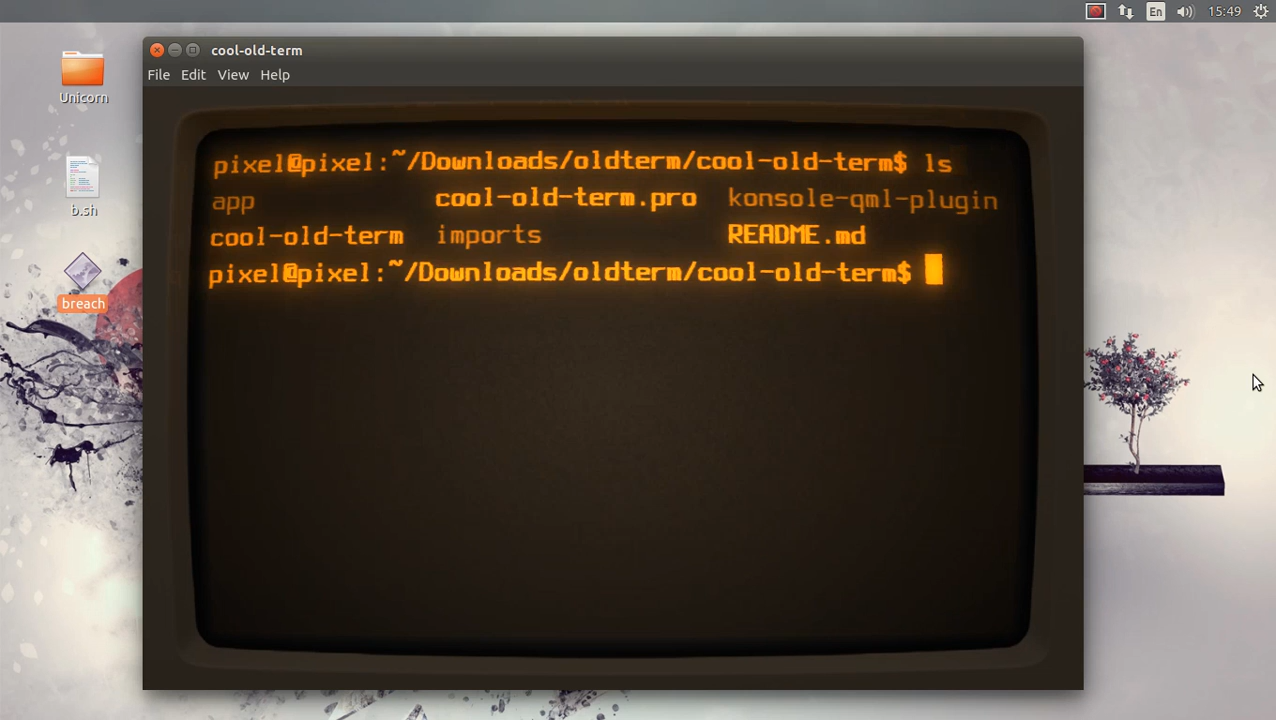 En
15:49
cool-old-term
File Edit View Help
Unicorn
b.sh
breach
pixel@pixel:~/Downloads/oldterm/cool-old-term$ ls
app cool-old-term.pro konsole-qml-plugin
cool-old-term imports README.md
pixel@pixel:~/Downloads/oldterm/cool-old-term$